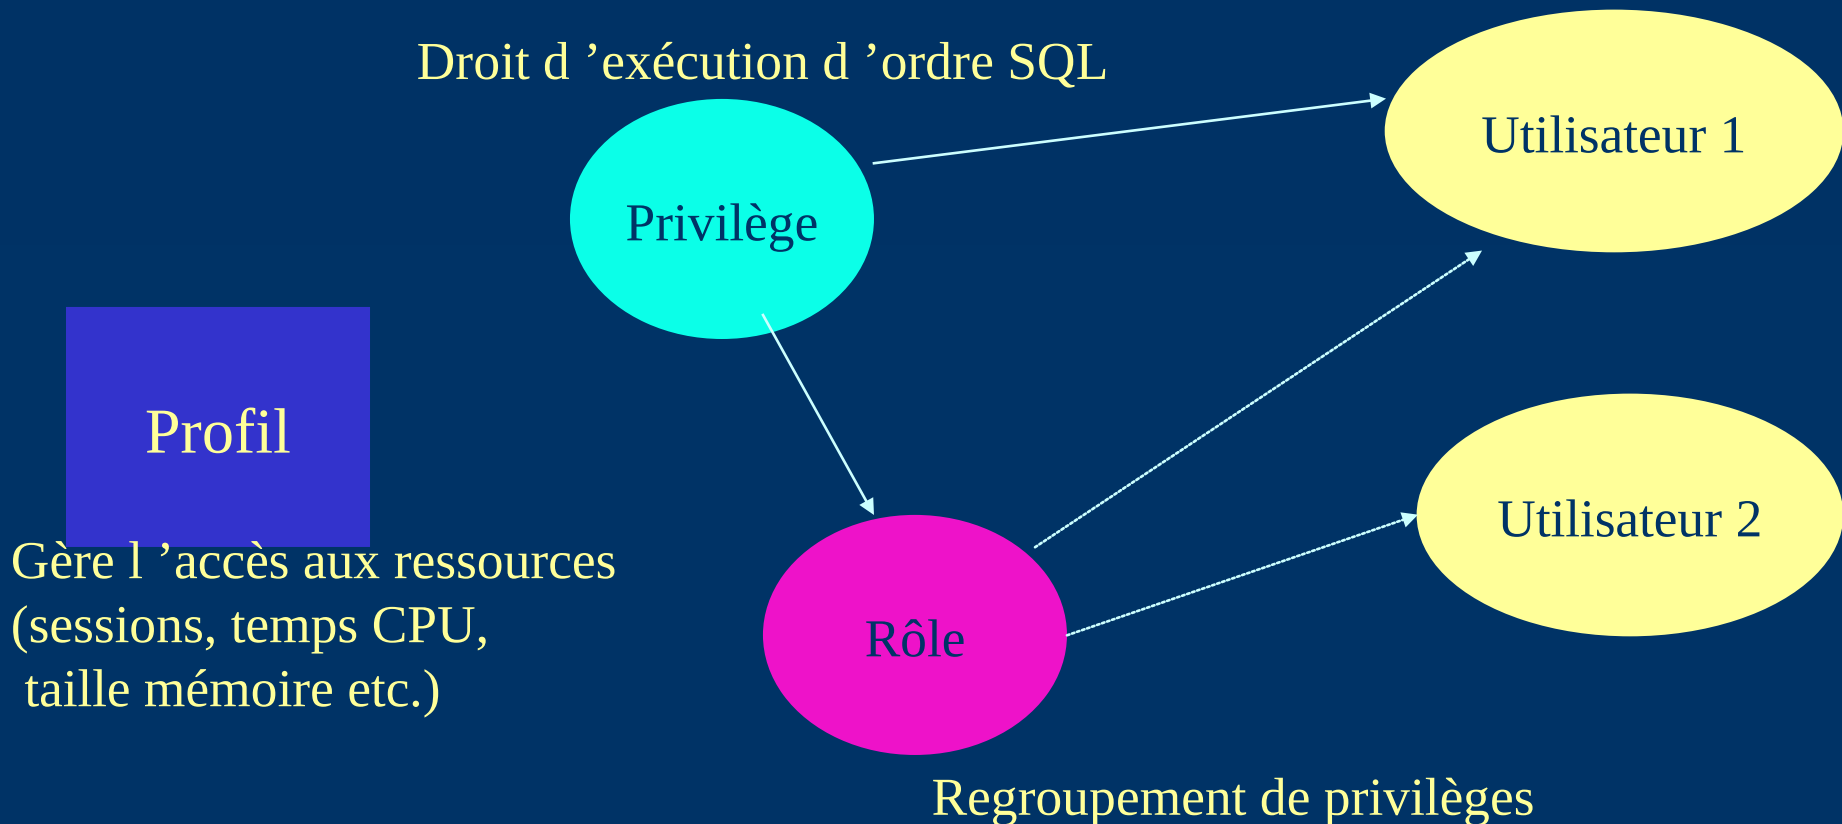 Droit d ’exécution d ’ordre SQL
Utilisateur 1
Privilège
Profil
Utilisateur 2
Gère l ’accès aux ressources
(sessions, temps CPU,
taille mémoire etc.)
Rôle
Regroupement de privilèges